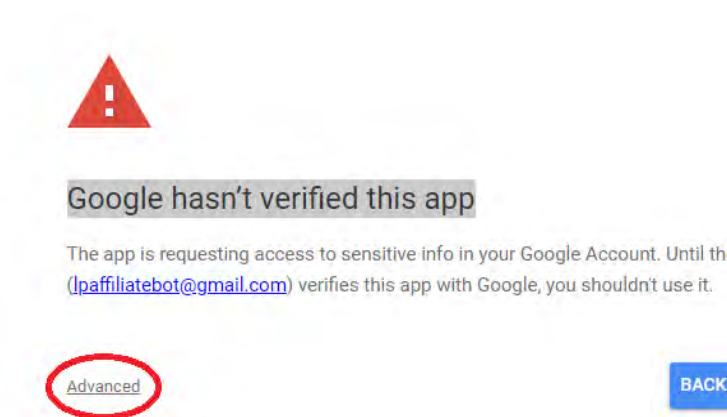 Google hasn't verified this app
The app is requesting access to sensitive info in your Google Account. Until th
(lpaffiliatebot@gmail.com) verifies this app with Google, you shouldn't use it.
Advanced
BACK